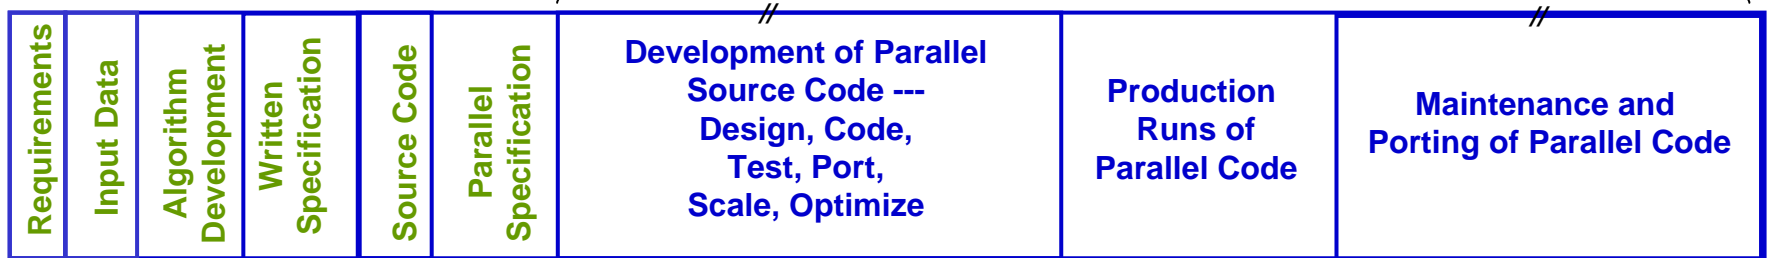 Requirements
Input Data
Algorithm
Development
Written
Specification
Source Code
Parallel
Specification
//
Development of Parallel
Source Code ---
Design, Code,
Test, Port,
Scale, Optimize
Production
Runs of
Parallel Code
//
Maintenance and
Porting of Parallel Code